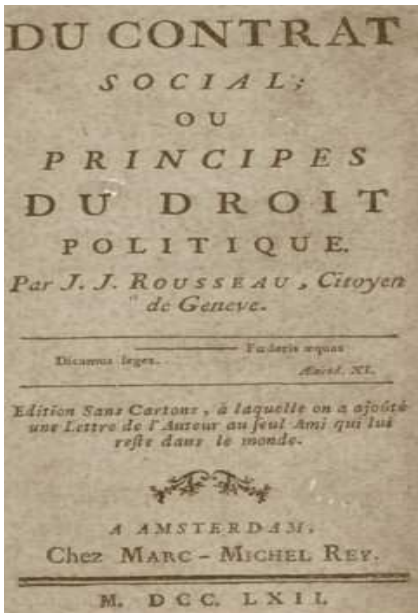 DU CONTRAT
SOCIAL;
OU
PRINCIPES
DU DROIT
POLITIQUE.
Par J. J. ROUSSEAU, Citoyen
de Geneve.
Fœderis æquas
Dicamus leges.
Æneid. XI.
Edition Sans Cartons, à laquelle on a ajoûté
une Lettre de l'Auteur au ſeul Ami qui lui
reſte dans le monde.
A AMSTERDAM,
Chez MARC-MICHEL REY.
M. DCC. LXII.